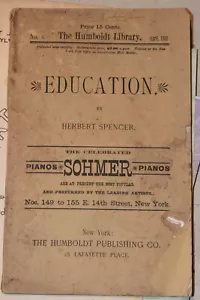 Price 15 Cents
No. The Humboldt Library.
EDUCATION.
BY
HERBERT SPENCER.
THE CELEBRATED
PIANOS SOHMER PIANOS
ARE AT PRESENT THE MOST POPULAR
AND PREFERRED BY THE LEADING ARTISTS.
Nos. 149 to 155 E. 14th Street, New York.
New York:
THE HUMBOLDT PUBLISHING CO.
LAFAYETTE PLACE.